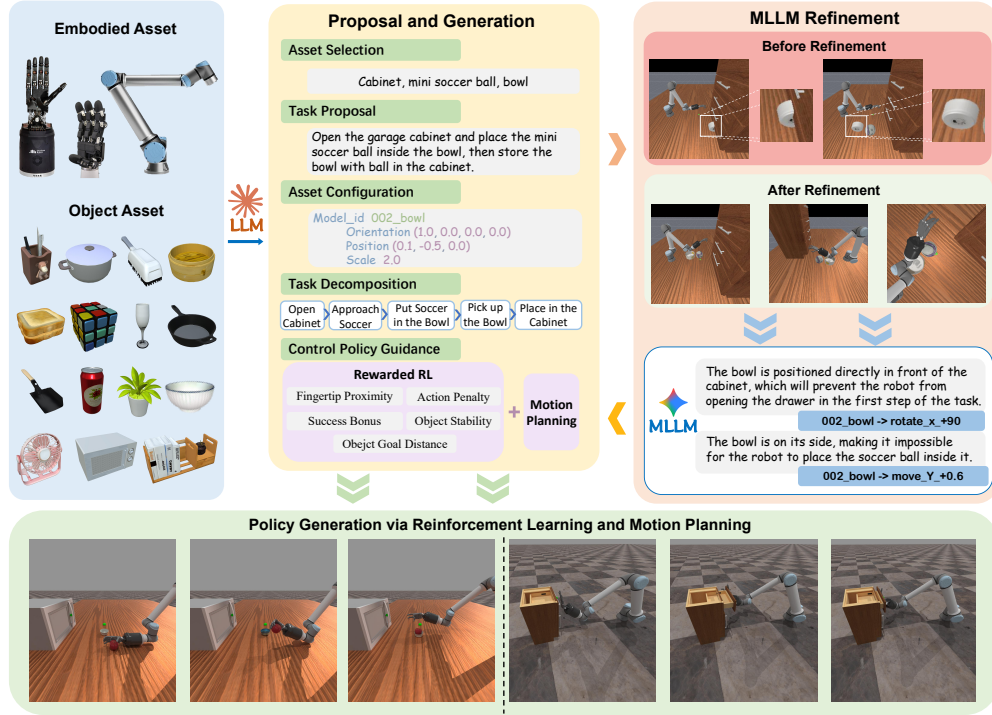 Embodied Asset
Object Asset
LLM
Proposal and Generation
Asset Selection
Cabinet, mini soccer ball, bowl
Task Proposal
Open the garage cabinet and place the mini
soccer ball inside the bowl, then store the
bowl with ball in the cabinet.
Asset Configuration
Model_id 002_bowl
Orientation (1.0, 0.0, 0.0, 0.0)
Position (0.1, -0.5, 0.0)
Scale 2.0
Task Decomposition
Open
Cabinet
Approach
Soccer
Put Soccer
in the Bowl
Pick up
the Bowl
Place in the
Cabinet
Control Policy Guidance
Rewarded RL
Fingertip Proximity
Action Penalty
Success Bonus
Object Stability
Obejct Goal Distance
+
Motion
Planning
MLLM Refinement
Before Refinement
After Refinement
MLLM
The bowl is positioned directly in front of the
cabinet, which will prevent the robot from
opening the drawer in the first step of the task.
002_bowl -> rotate_x_+90
The bowl is on its side, making it impossible
for the robot to place the soccer ball inside it.
002_bowl -> move_Y_+0.6
Policy Generation via Reinforcement Learning and Motion Planning